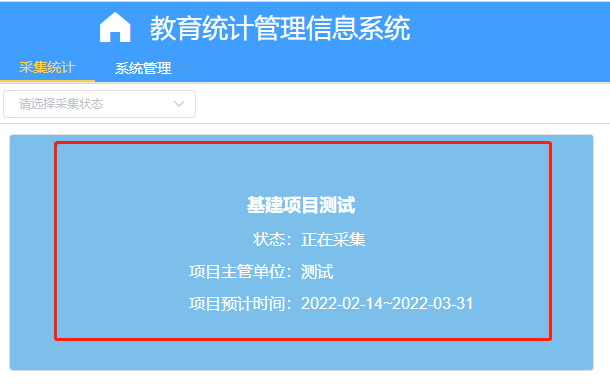 教育统计管理信息系统
采集统计 系统管理
请选择采集状态
基建项目测试
状态：正在采集
项目主管单位：测试
项目预计时间：2022-02-14~2022-03-31